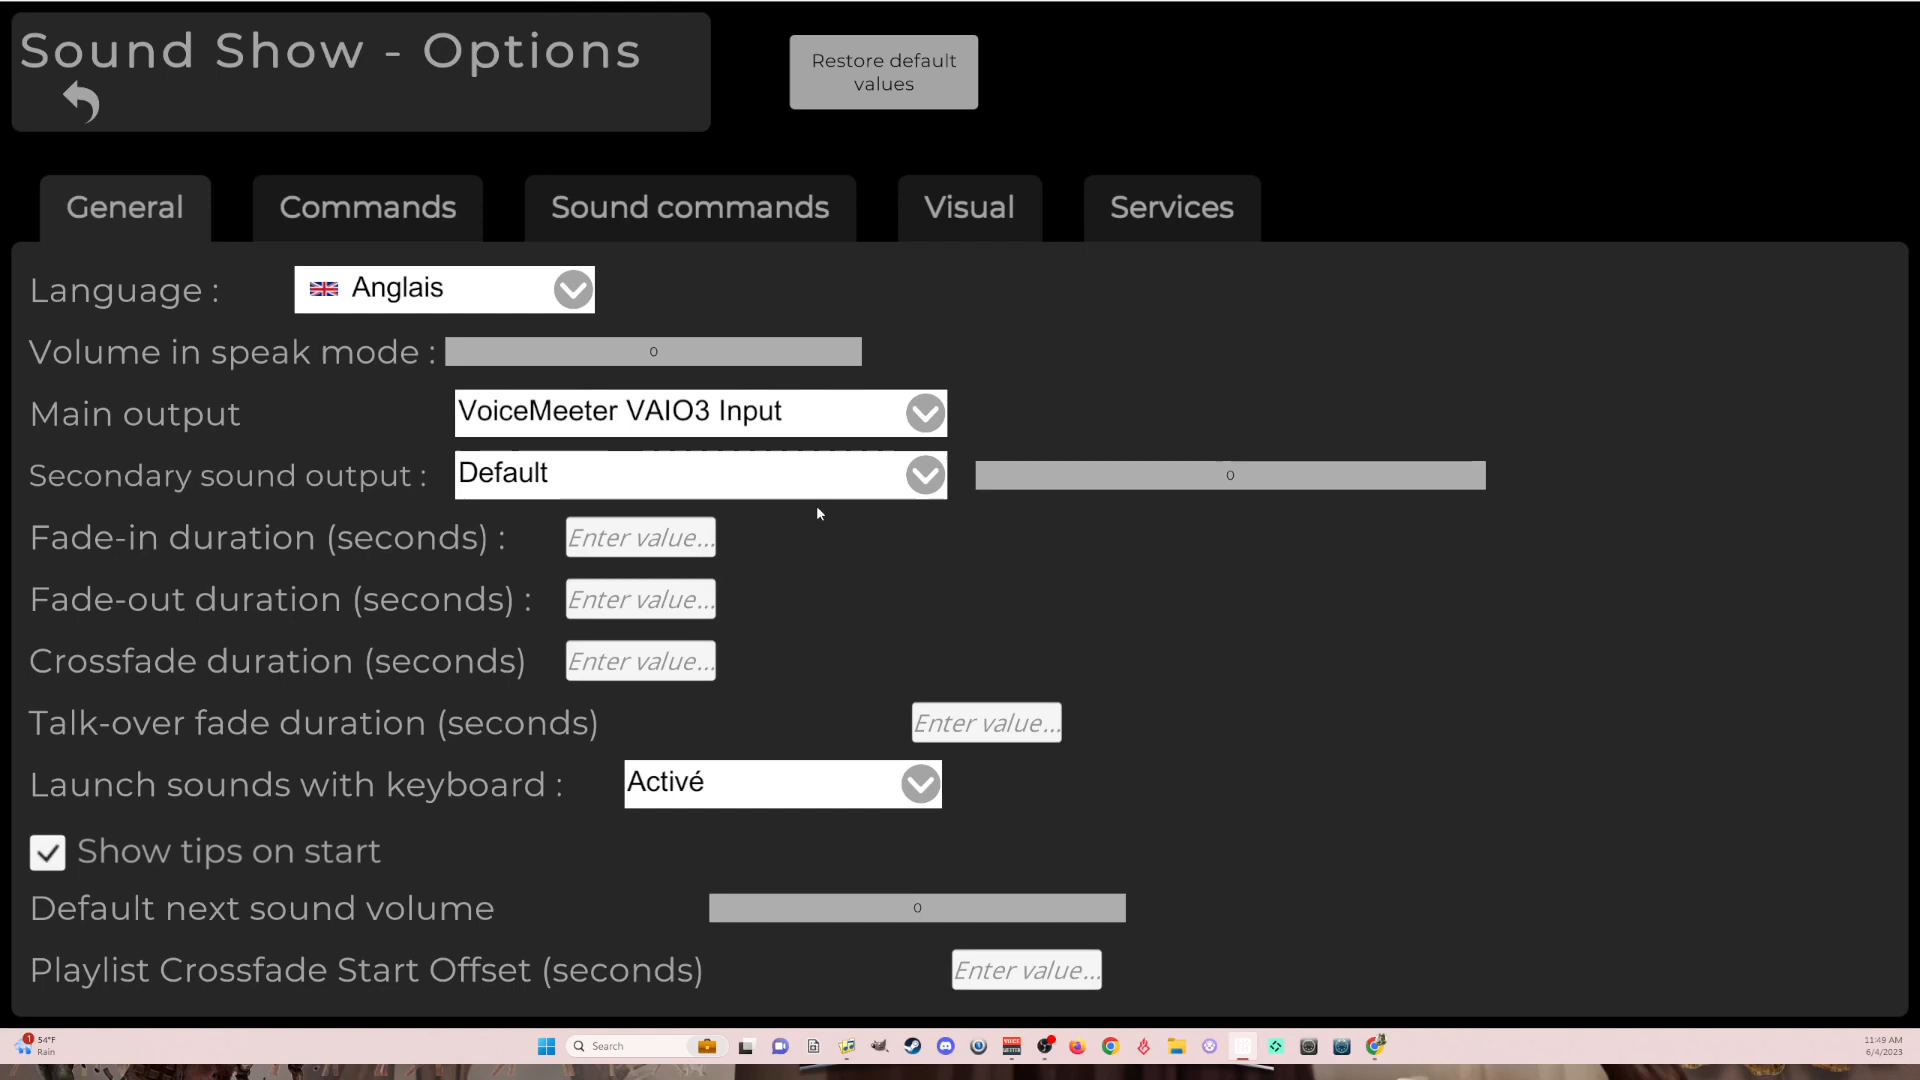 Sound Show - Options
Restore default
values
General
Commands
Sound commands
Visual
Services
Language :
Anglais
Volume in speak mode :
0
Main output
VoiceMeeter VAIO3 Input
Secondary sound output :
Default
0
Fade-in duration (seconds) :
Enter value...
Fade-out duration (seconds) :
Enter value...
Crossfade duration (seconds)
Enter value...
Talk-over fade duration (seconds)
Enter value...
Launch sounds with keyboard :
Activé
Show tips on start
Default next sound volume
0
Playlist Crossfade Start Offset (seconds)
Enter value...
1
54°F
Rain
Search
11:49 AM
6/4/2023